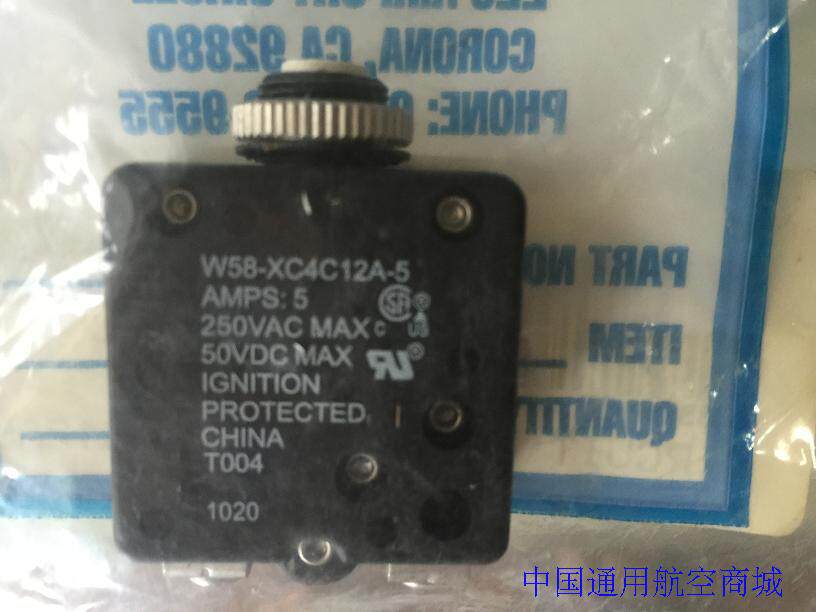 CORONA, CA 92880
PHONE: 9555
W58-XC4C12A-5
AMPS: 5
250VAC MAX
50VDC MAX
IGNITION
PROTECTED
CHINA
T004
1020
PART NO
ITEM
QUANTIT
中国通用航空商城